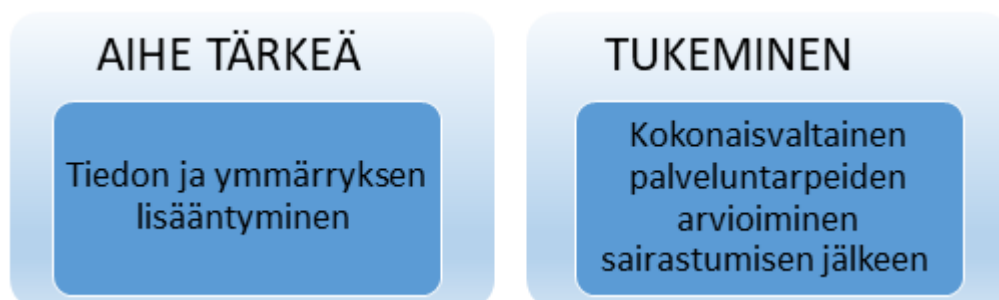 AIHE TÄRKEÄ
Tiedon ja ymmärryksen
lisääntyminen
TUKEMINEN
Kokonaisvaltainen
palveluntarpeiden
arvioiminen
sairastumisen jälkeen